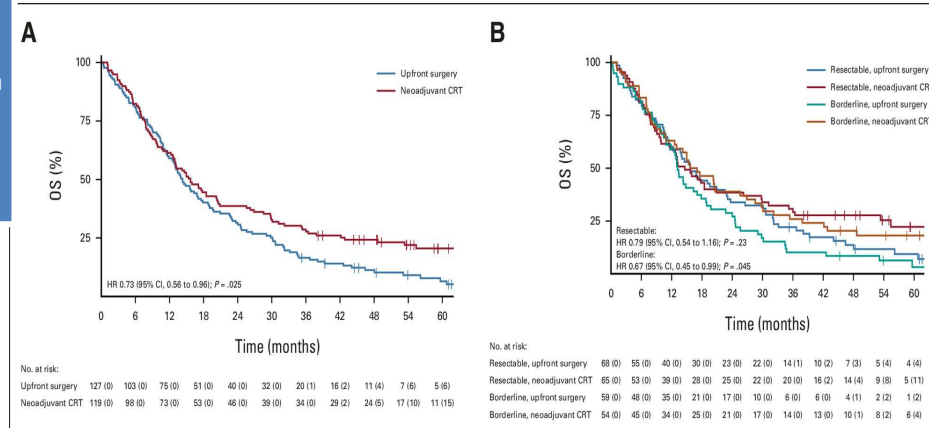 A
100
75
50
25
OS (%)
Upfront surgery
Neoadjuvant CRT
HR 0.73 (95% CI, 0.56 to 0.96); P = .025
0 6 12 18 24 30 36 42 48 54 60
Time (months)
No. at risk:
Upfront surgery 127 (0) 103 (0) 75 (0) 51 (0) 40 (0) 32 (0) 20 (1) 16 (2) 11 (4) 7 (6) 5 (6)
Neoadjuvant CRT 119 (0) 98 (0) 73 (0) 53 (0) 46 (0) 39 (0) 34 (0) 29 (2) 24 (5) 17 (10) 11 (15)
B
100
75
50
25
OS (%)
Resectable, upfront surgery
Resectable, neoadjuvant CR
Borderline, upfront surgery
Borderline, neoadjuvant CRT
Resectable:
HR 0.79 (95% CI, 0.54 to 1.16); P = .23
Borderline:
HR 0.67 (95% CI, 0.45 to 0.99); P = .045
0 6 12 18 24 30 36 42 48 54 60
Time (months)
No. at risk:
Resectable, upfront surgery 68 (0) 55 (0) 40 (0) 30 (0) 23 (0) 22 (0) 14 (1) 10 (2) 7 (3) 5 (4) 4 (4)
Resectable, neoadjuvant CRT 65 (0) 53 (0) 39 (0) 28 (0) 25 (0) 22 (0) 20 (0) 16 (2) 14 (4) 9 (8) 5 (11)
Borderline, upfront surgery 59 (0) 48 (0) 35 (0) 21 (0) 17 (0) 10 (0) 6 (0) 6 (0) 4 (1) 2 (2) 1 (2)
Borderline, neoadjuvant CRT 54 (0) 45 (0) 34 (0) 25 (0) 21 (0) 17 (0) 14 (0) 13 (0) 10 (1) 8 (2) 6 (4)